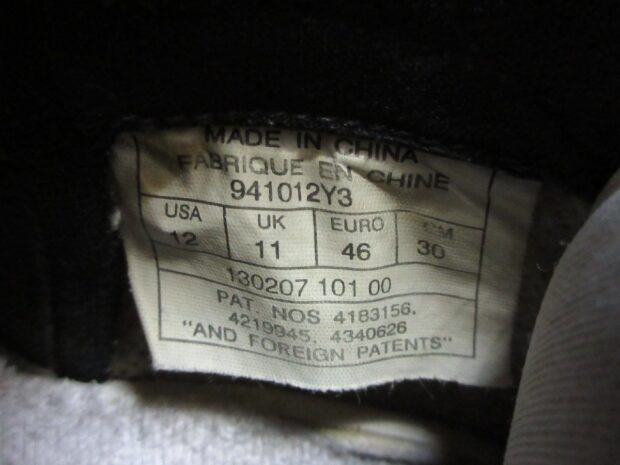 MADE IN CHINA
FABRIQUE EN CHINE
941012Y3
USA UK EURO CM
12 11 46 30
130207 101 00
PAT. NOS 4183156,
4219945, 4340626
"AND FOREIGN PATENTS"